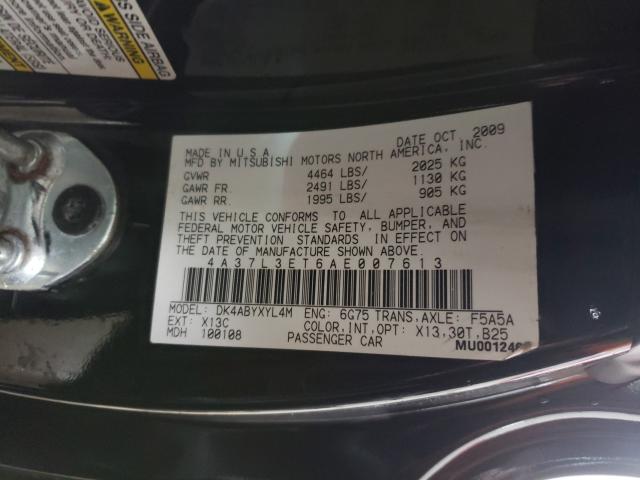 S SIDE AIRBAG
MADE IN U.S.A. DATE OCT. 2009
MFD BY MITSUBISHI MOTORS NORTH AMERICA, INC.
GVWR 4464 LBS/ 2025 KG
GAWR FR. 2491 LBS/ 1130 KG
GAWR RR. 1995 LBS/ 905 KG
THIS VEHICLE CONFORMS TO ALL APPLICABLE
FEDERAL MOTOR VEHICLE SAFETY, BUMPER, AND
THEFT PREVENTION STANDARDS IN EFFECT ON
THE DATE OF MANUFACTURE SHOWN ABOVE.
4A37L3ET6AE007613
MODEL: DK4ABYXYL4M ENG: 6G75 TRANS.AXLE: F5A5A
EXT: X13C COLOR,INT,OPT: X13,30T,B25
MDH 100108 PASSENGER CAR MU00124